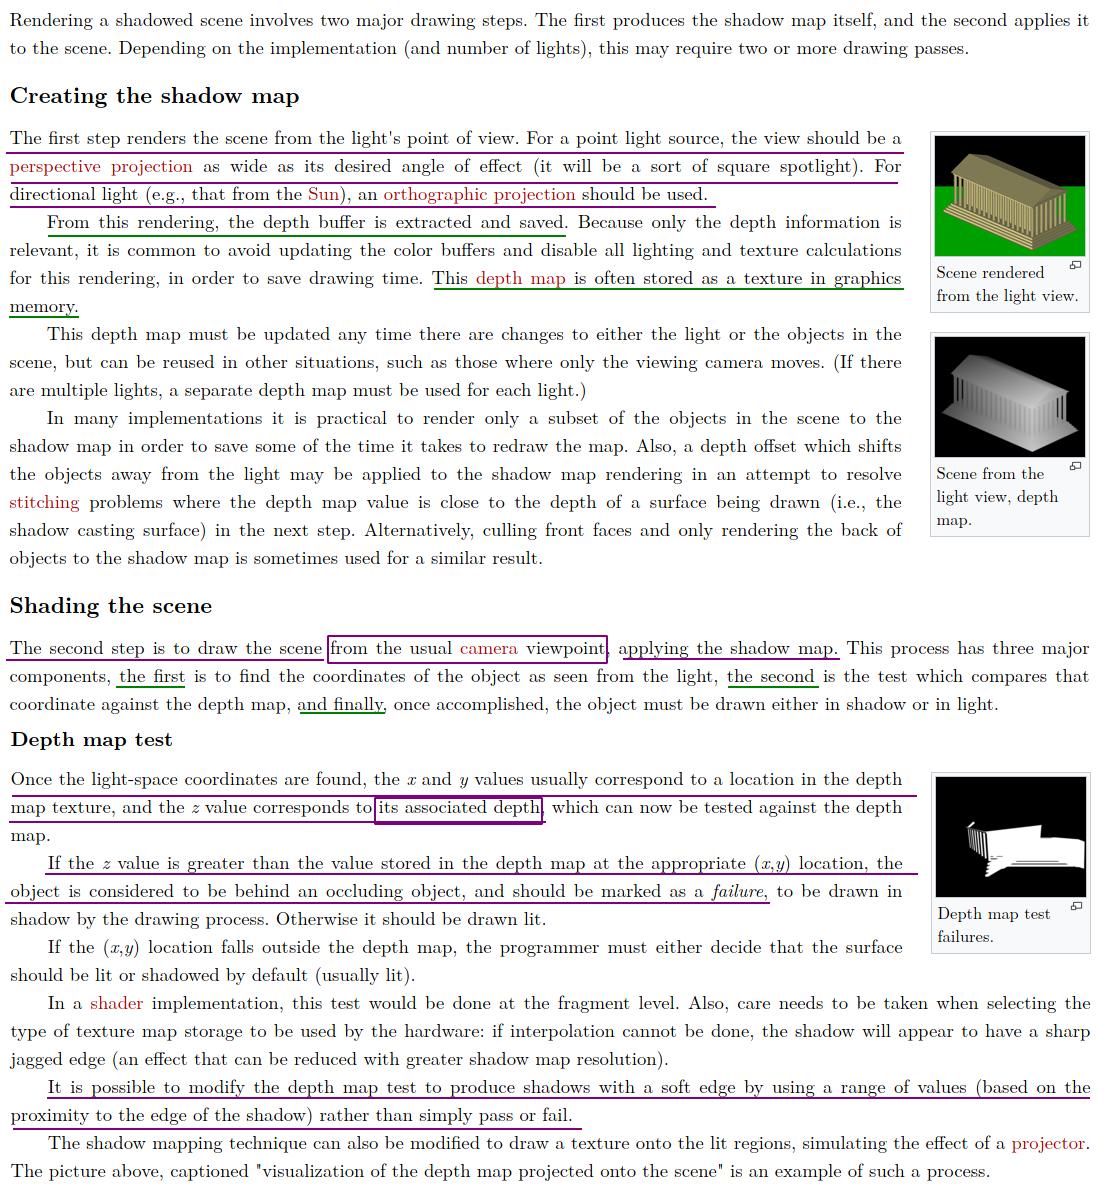 Rendering a shadowed scene involves two major drawing steps. The first produces the shadow map itself, and the second applies it
to the scene. Depending on the implementation (and number of lights), this may require two or more drawing passes.
Creating the shadow map
The first step renders the scene from the light's point of view. For a point light source, the view should be a
perspective projection as wide as its desired angle of effect (it will be a sort of square spotlight). For
directional light (e.g., that from the Sun), an orthographic projection should be used.
From this rendering, the depth buffer is extracted and saved. Because only the depth information is
relevant, it is common to avoid updating the color buffers and disable all lighting and texture calculations
for this rendering, in order to save drawing time. This depth map is often stored as a texture in graphics
memory.
Scene rendered
from the light view.
This depth map must be updated any time there are changes to either the light or the objects in the
scene, but can be reused in other situations, such as those where only the viewing camera moves. (If there
are multiple lights, a separate depth map must be used for each light.)
In many implementations it is practical to render only a subset of the objects in the scene to the
shadow map in order to save some of the time it takes to redraw the map. Also, a depth offset which shifts
the objects away from the light may be applied to the shadow map rendering in an attempt to resolve
stitching problems where the depth map value is close to the depth of a surface being drawn (i.e., the
shadow casting surface) in the next step. Alternatively, culling front faces and only rendering the back of
objects to the shadow map is sometimes used for a similar result.
Scene from the
light view, depth
map.
Shading the scene
The second step is to draw the scene from the usual camera viewpoint, applying the shadow map. This process has three major
components, the first is to find the coordinates of the object as seen from the light, the second is the test which compares that
coordinate against the depth map, and finally, once accomplished, the object must be drawn either in shadow or in light.
Depth map test
Once the light-space coordinates are found, the x and y values usually correspond to a location in the depth
map texture, and the z value corresponds to its associated depth, which can now be tested against the depth
map.
If the z value is greater than the value stored in the depth map at the appropriate (x,y) location, the
object is considered to be behind an occluding object, and should be marked as a failure, to be drawn in
shadow by the drawing process. Otherwise it should be drawn lit.
If the (x,y) location falls outside the depth map, the programmer must either decide that the surface
should be lit or shadowed by default (usually lit).
Depth map test
failures.
In a shader implementation, this test would be done at the fragment level. Also, care needs to be taken when selecting the
type of texture map storage to be used by the hardware: if interpolation cannot be done, the shadow will appear to have a sharp
jagged edge (an effect that can be reduced with greater shadow map resolution).
It is possible to modify the depth map test to produce shadows with a soft edge by using a range of values (based on the
proximity to the edge of the shadow) rather than simply pass or fail.
The shadow mapping technique can also be modified to draw a texture onto the lit regions, simulating the effect of a projector.
The picture above, captioned "visualization of the depth map projected onto the scene" is an example of such a process.